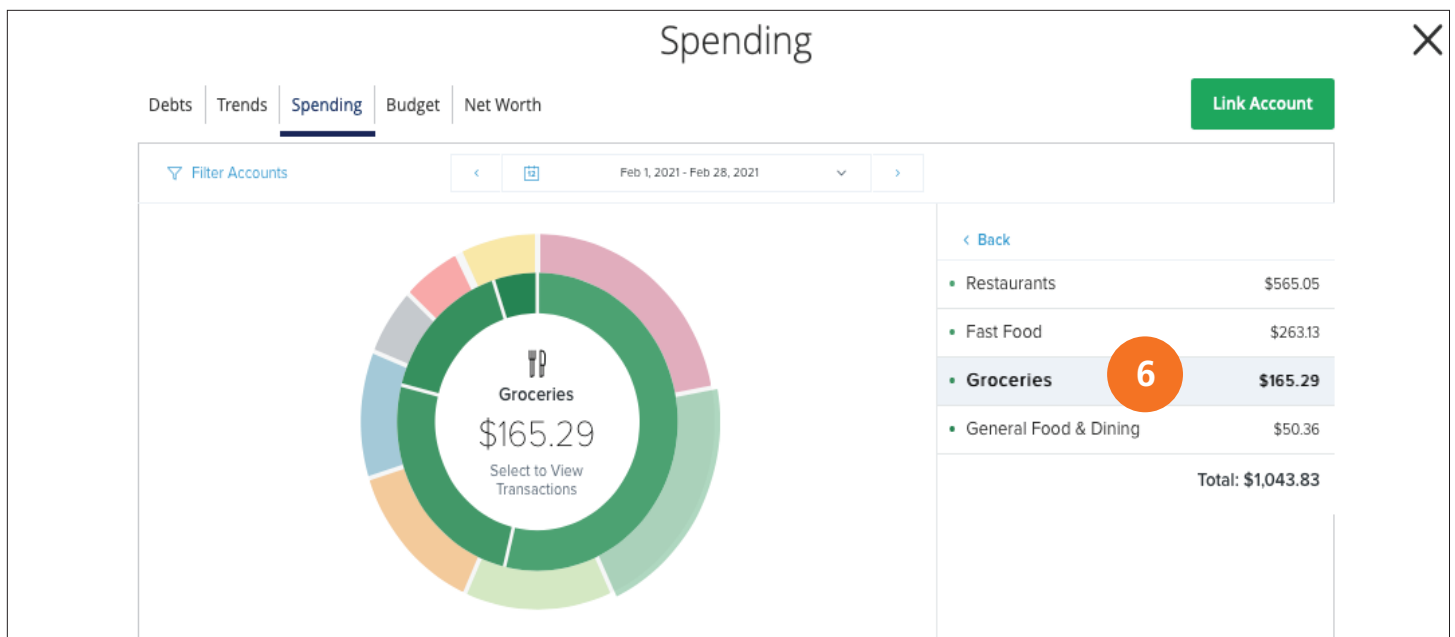 Spending
Debts
Trends
Spending
Budget
Net Worth
Link Account
Filter Accounts
12
Feb 1, 2021 - Feb 28, 2021
Back
Restaurants $565.05
Fast Food $263.13
Groceries 6 $165.29
General Food & Dining $50.36
Total: $1,043.83
Groceries
$165.29
Select to View
Transactions